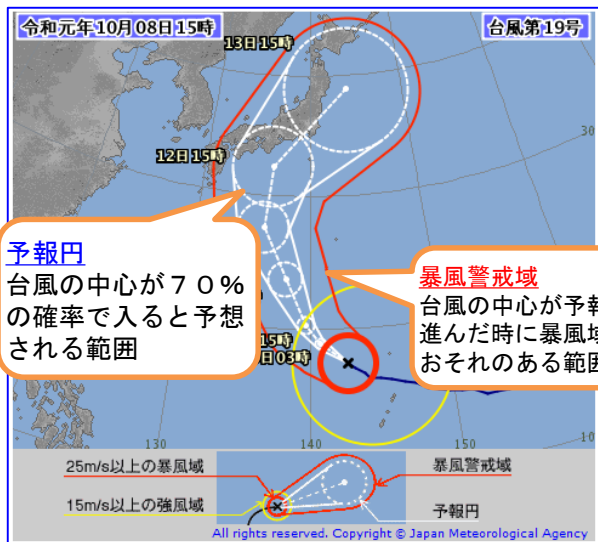 令和元年10月08日15時
台風第19号
13日15時
12日15時
30
予報円
台風の中心が７０％
の確率で入ると予想
される範囲
暴風警戒域
台風の中心が予報
進んだ時に暴風域
おそれのある範囲
15時
日03時
130
140
150
10
25m/s以上の暴風域
暴風警戒域
15m/s以上の強風域
予報円
All rights reserved. Copyright © Japan Meteorological Agency